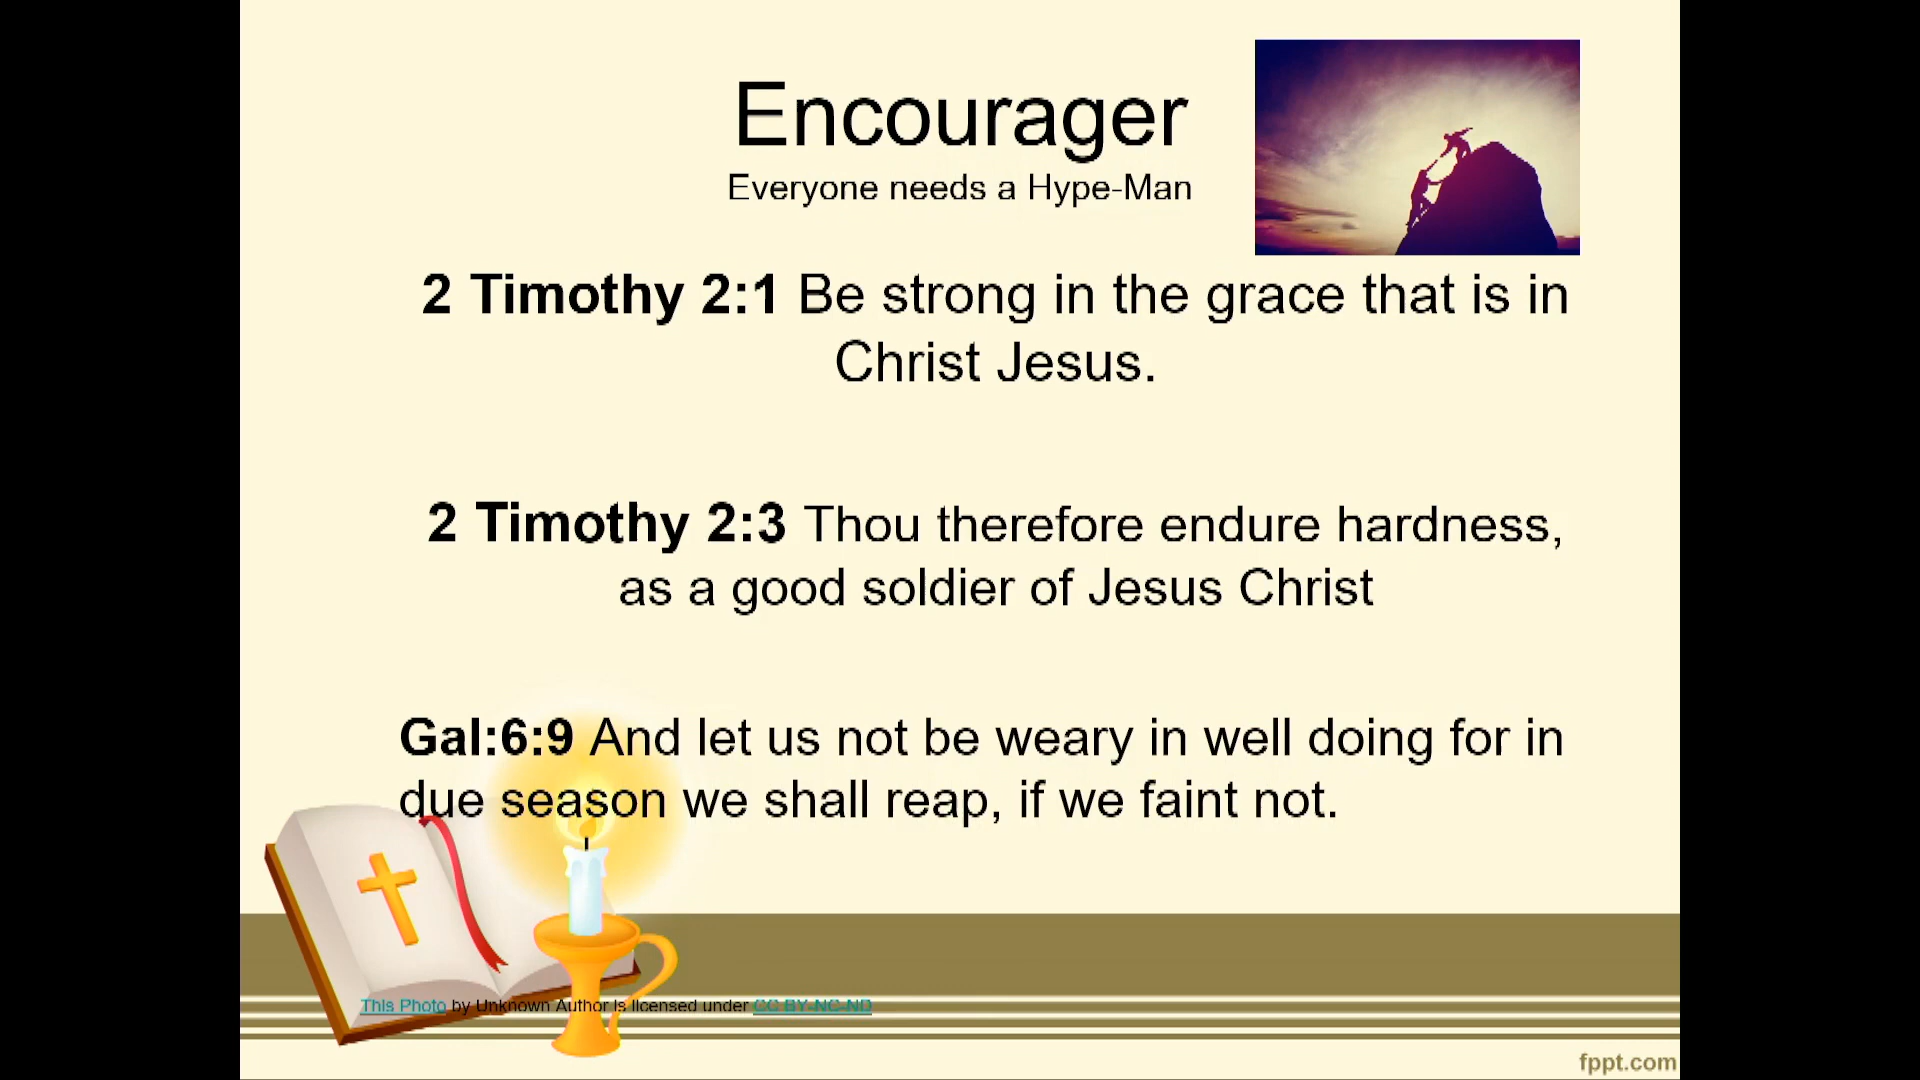 Encourager
Everyone needs a Hype-Man
2 Timothy 2:1 Be strong in the grace that is in
Christ Jesus.
2 Timothy 2:3 Thou therefore endure hardness,
as a good soldier of Jesus Christ
Gal:6:9 And let us not be weary in well doing for in
due season we shall reap, if we faint not.
This Photo by Unknown Author is licensed under CC BY-NC-ND
fppt.com